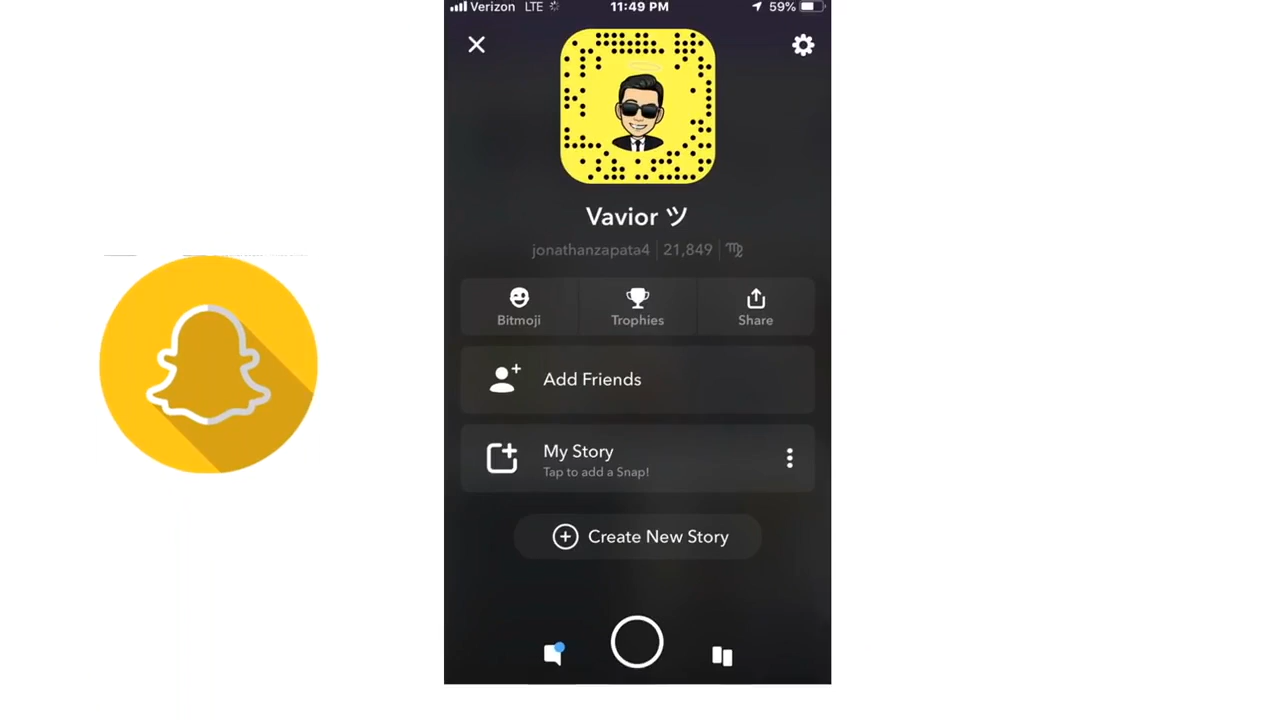 Verizon LTE 11:49 PM 59%
Vavior ツ
jonathanzapata4 | 21,849 | ♍
Bitmoji Trophies Share
Add Friends
My Story
Tap to add a Snap!
Create New Story